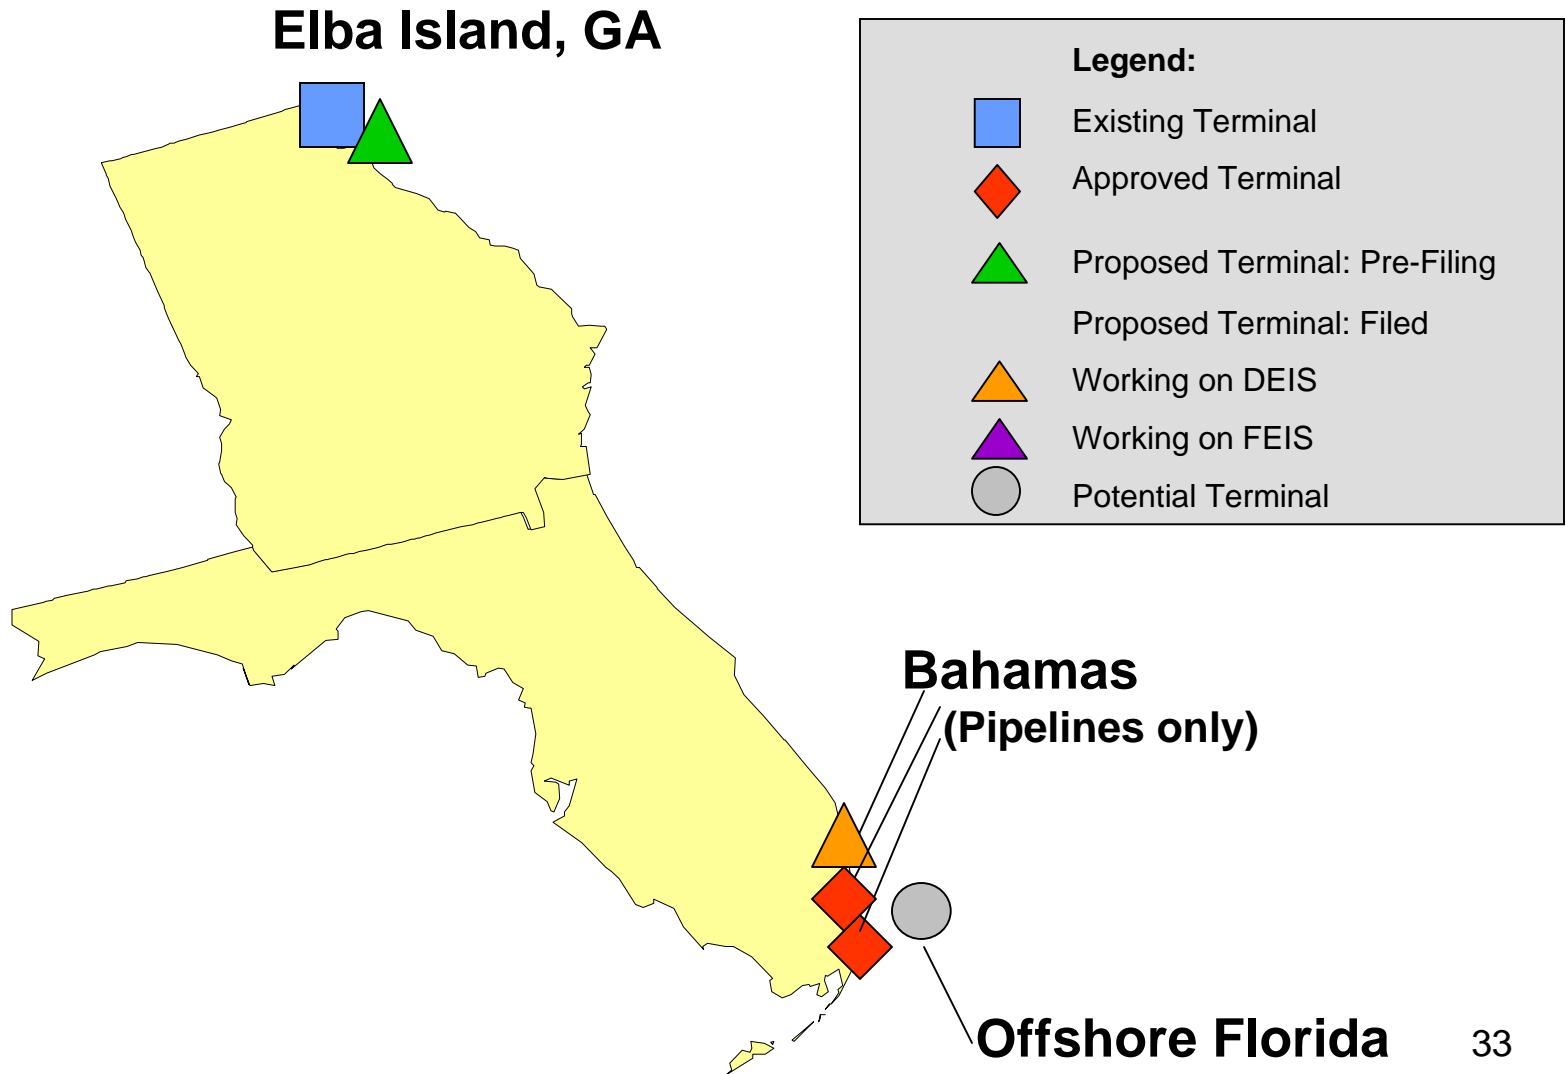 Elba Island, GA
Legend:
Existing Terminal
Approved Terminal
Proposed Terminal: Pre-Filing
Proposed Terminal: Filed
Working on DEIS
Working on FEIS
Potential Terminal
Bahamas
(Pipelines only)
Offshore Florida
33